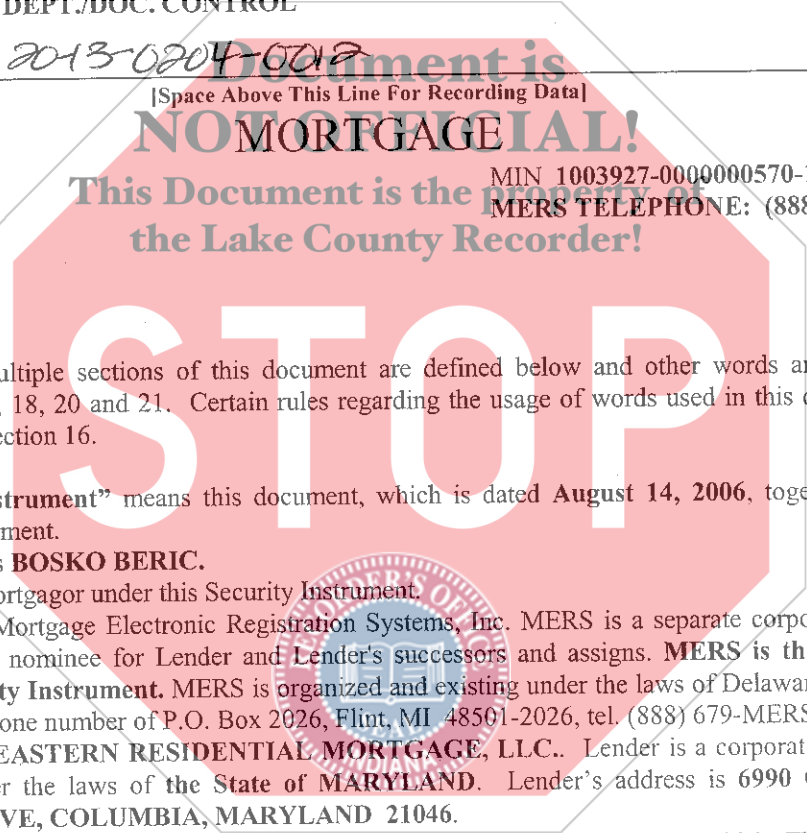 DEPT./DOC. CONTROL
2013-0204-0012
Document is
[Space Above This Line For Recording Data]
NOT OFFICIAL!
MORTGAGE
MIN 1003927-0000000570-
This Document is the property of
MERS TELEPHONE: (888
the Lake County Recorder!
STOP
ultiple sections of this document are defined below and other words a
, 18, 20 and 21. Certain rules regarding the usage of words used in this
ection 16.
strument” means this document, which is dated August 14, 2006, toge
ment.
s BOSKO BERIC.
ortgagor under this Security Instrument.
Mortgage Electronic Registration Systems, Inc. MERS is a separate corpo
nominee for Lender and Lender's successors and assigns. MERS is th
ty Instrument. MERS is organized and existing under the laws of Delawar
one number of P.O. Box 2026, Flint, MI 48501-2026, tel. (888) 679-MERS
EASTERN RESIDENTIAL MORTGAGE, LLC.. Lender is a corporat
r the laws of the State of MARYLAND. Lender's address is 6990
VE, COLUMBIA, MARYLAND 21046.
RECORDER'S OFFICE
SEAL
INDIANA